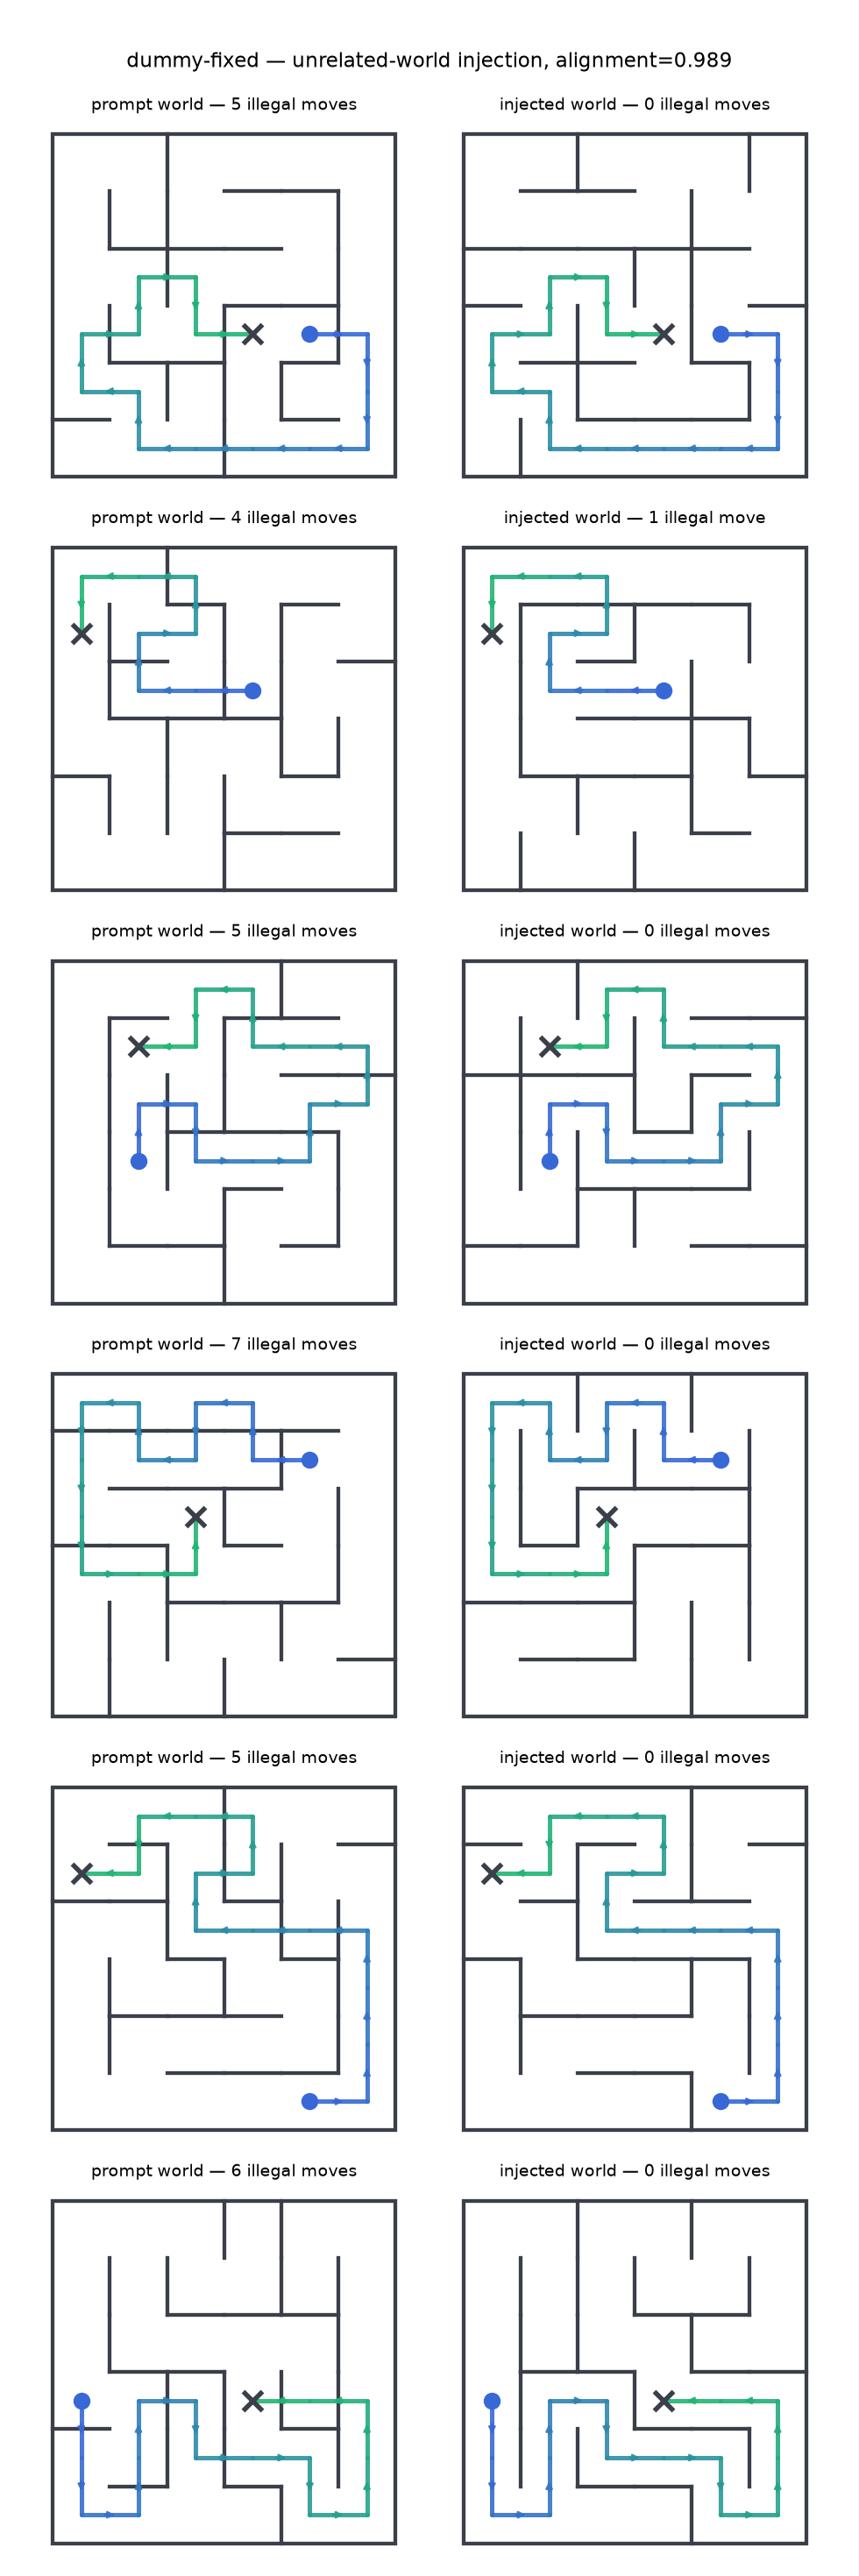 dummy-fixed — unrelated-world injection, alignment=0.989
prompt world — 5 illegal moves
injected world — 0 illegal moves
prompt world — 4 illegal moves
injected world — 1 illegal move
prompt world — 5 illegal moves
injected world — 0 illegal moves
prompt world — 7 illegal moves
injected world — 0 illegal moves
prompt world — 5 illegal moves
injected world — 0 illegal moves
prompt world — 6 illegal moves
injected world — 0 illegal moves